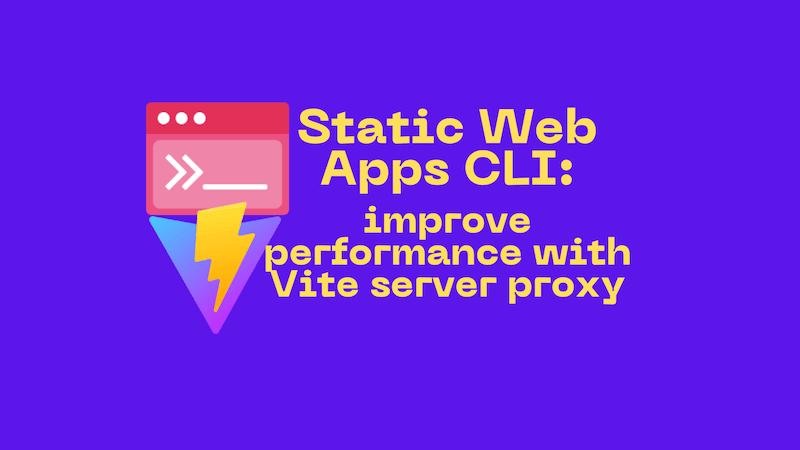 Static Web
Apps CLI:
improve
performance with
Vite server proxy